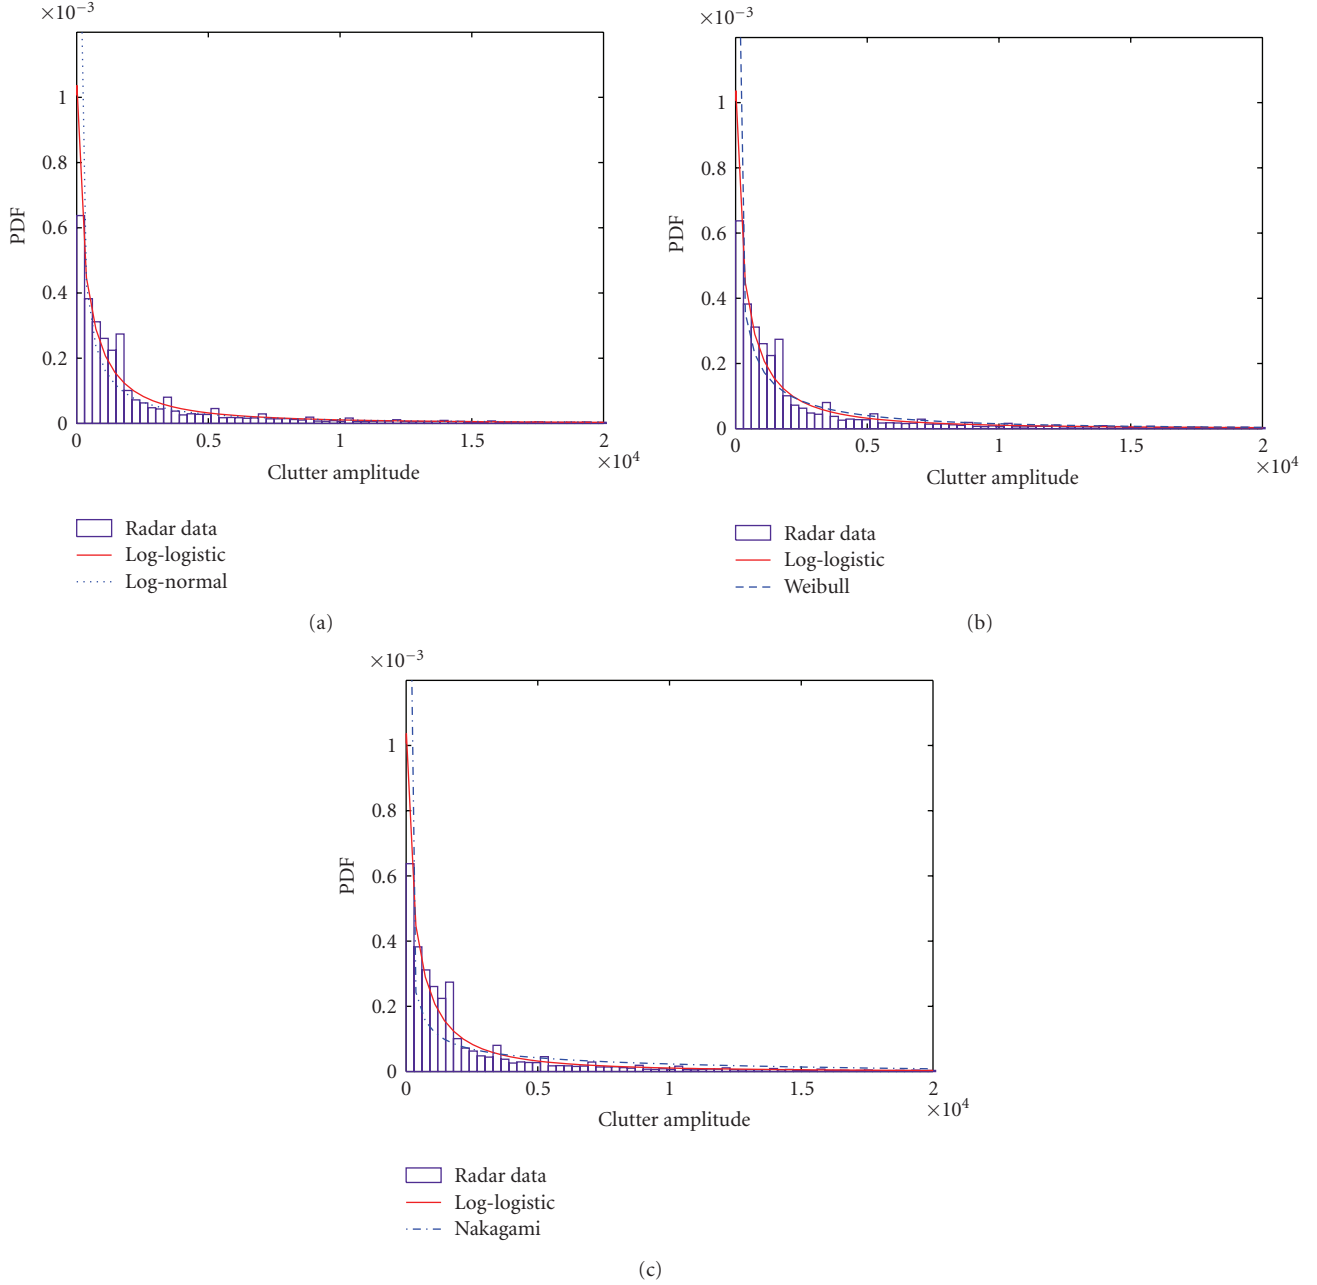 ×10−3
1
0.8
0.6
0.4
0.2
0
PDF
0 0.5 1 1.5 2
×104
Clutter amplitude
Radar data
Log-logistic
Log-normal
(a)
×10−3
1
0.8
0.6
0.4
0.2
0
PDF
0 0.5 1 1.5 2
×104
Clutter amplitude
Radar data
Log-logistic
Weibull
(b)
×10−3
1
0.8
0.6
0.4
0.2
0
PDF
0 0.5 1 1.5 2
×104
Clutter amplitude
Radar data
Log-logistic
Nakagami
(c)